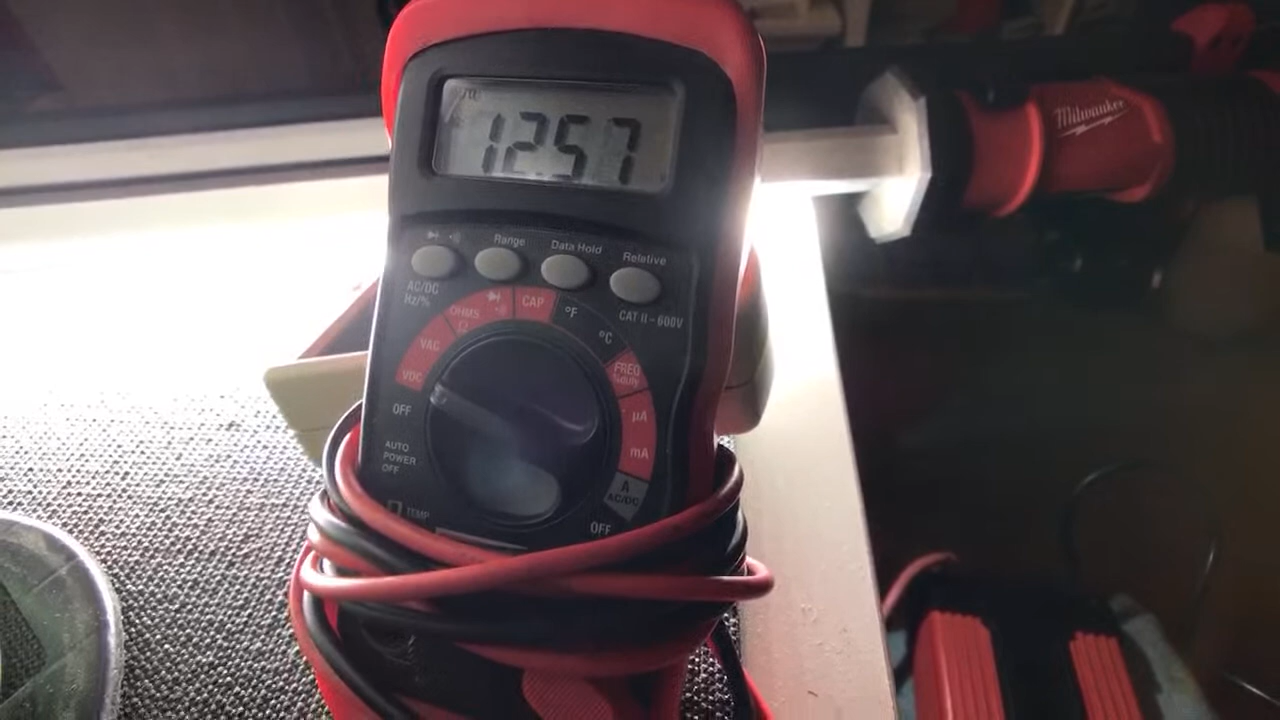 12.57
Milwaukee
Range
Data Hold
Relative
AC/DC
Hz/%
CAT II - 600V
OHMS
Ω
CAP
°F
°C
VAC
VDC
FREQ
%duty
OFF
µA
mA
AUTO
POWER
OFF
A
AC/DC
TEMP
OFF